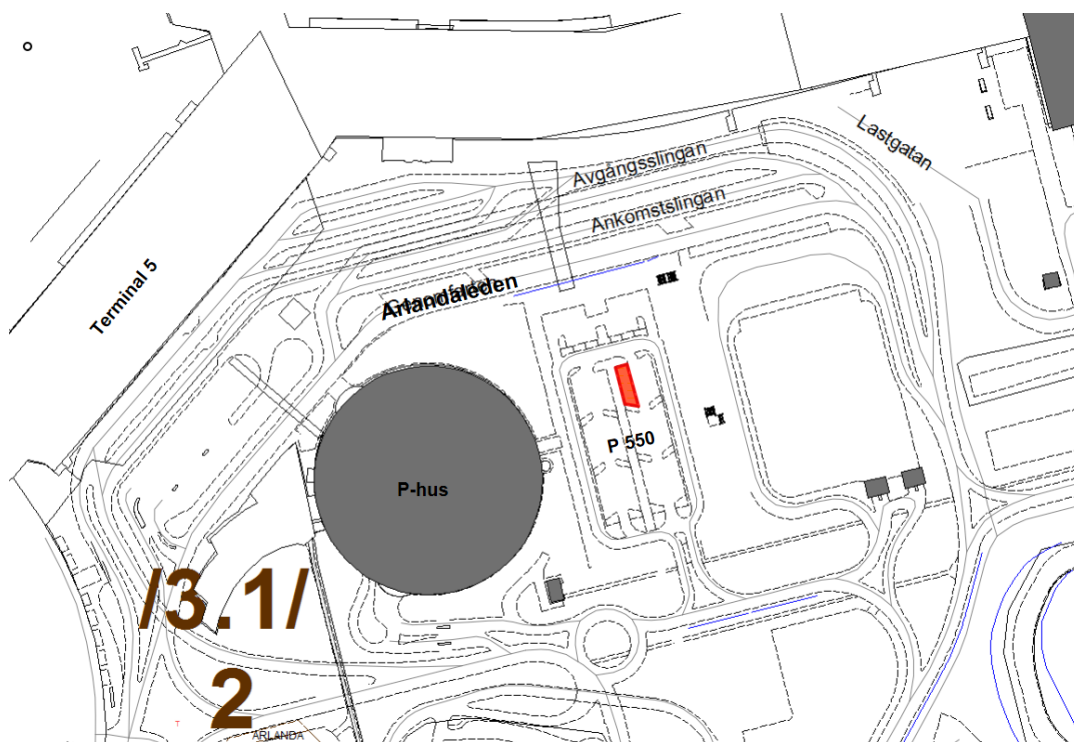 Lastgatan
Avgångsslingan
Ankomstslingan
Terminal 5
Arlandaleden
P 550
P-hus
/3.1/
2
ARLANDA
T